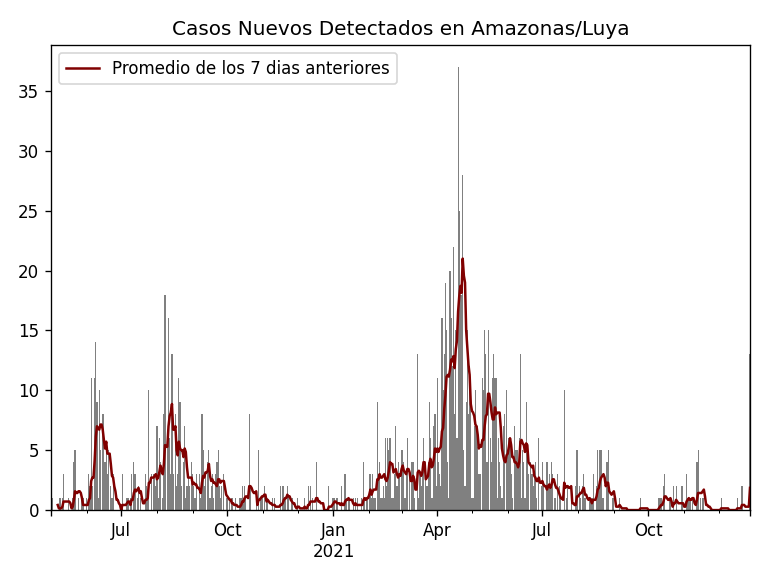 Casos Nuevos Detectados en Amazonas/Luya
Promedio de los 7 dias anteriores
35
30
25
20
15
10
5
0
Jul
Oct
Jan
2021
Apr
Jul
Oct